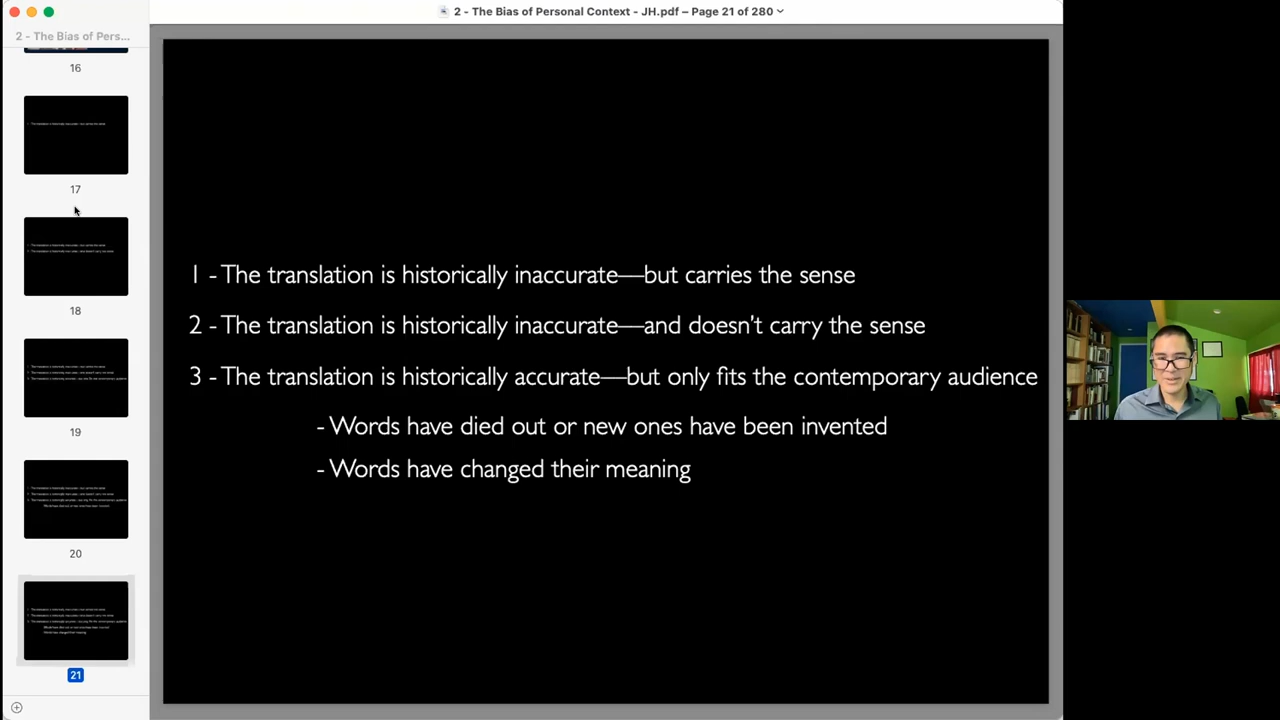 2 - The Bias of Personal Context - JH.pdf – Page 21 of 280
2 - The Bias of Pers...
16
17
18
19
20
21
1 - The translation is historically inaccurate—but carries the sense
2 - The translation is historically inaccurate—and doesn't carry the sense
3 - The translation is historically accurate—but only fits the contemporary audience
- Words have died out or new ones have been invented
- Words have changed their meaning